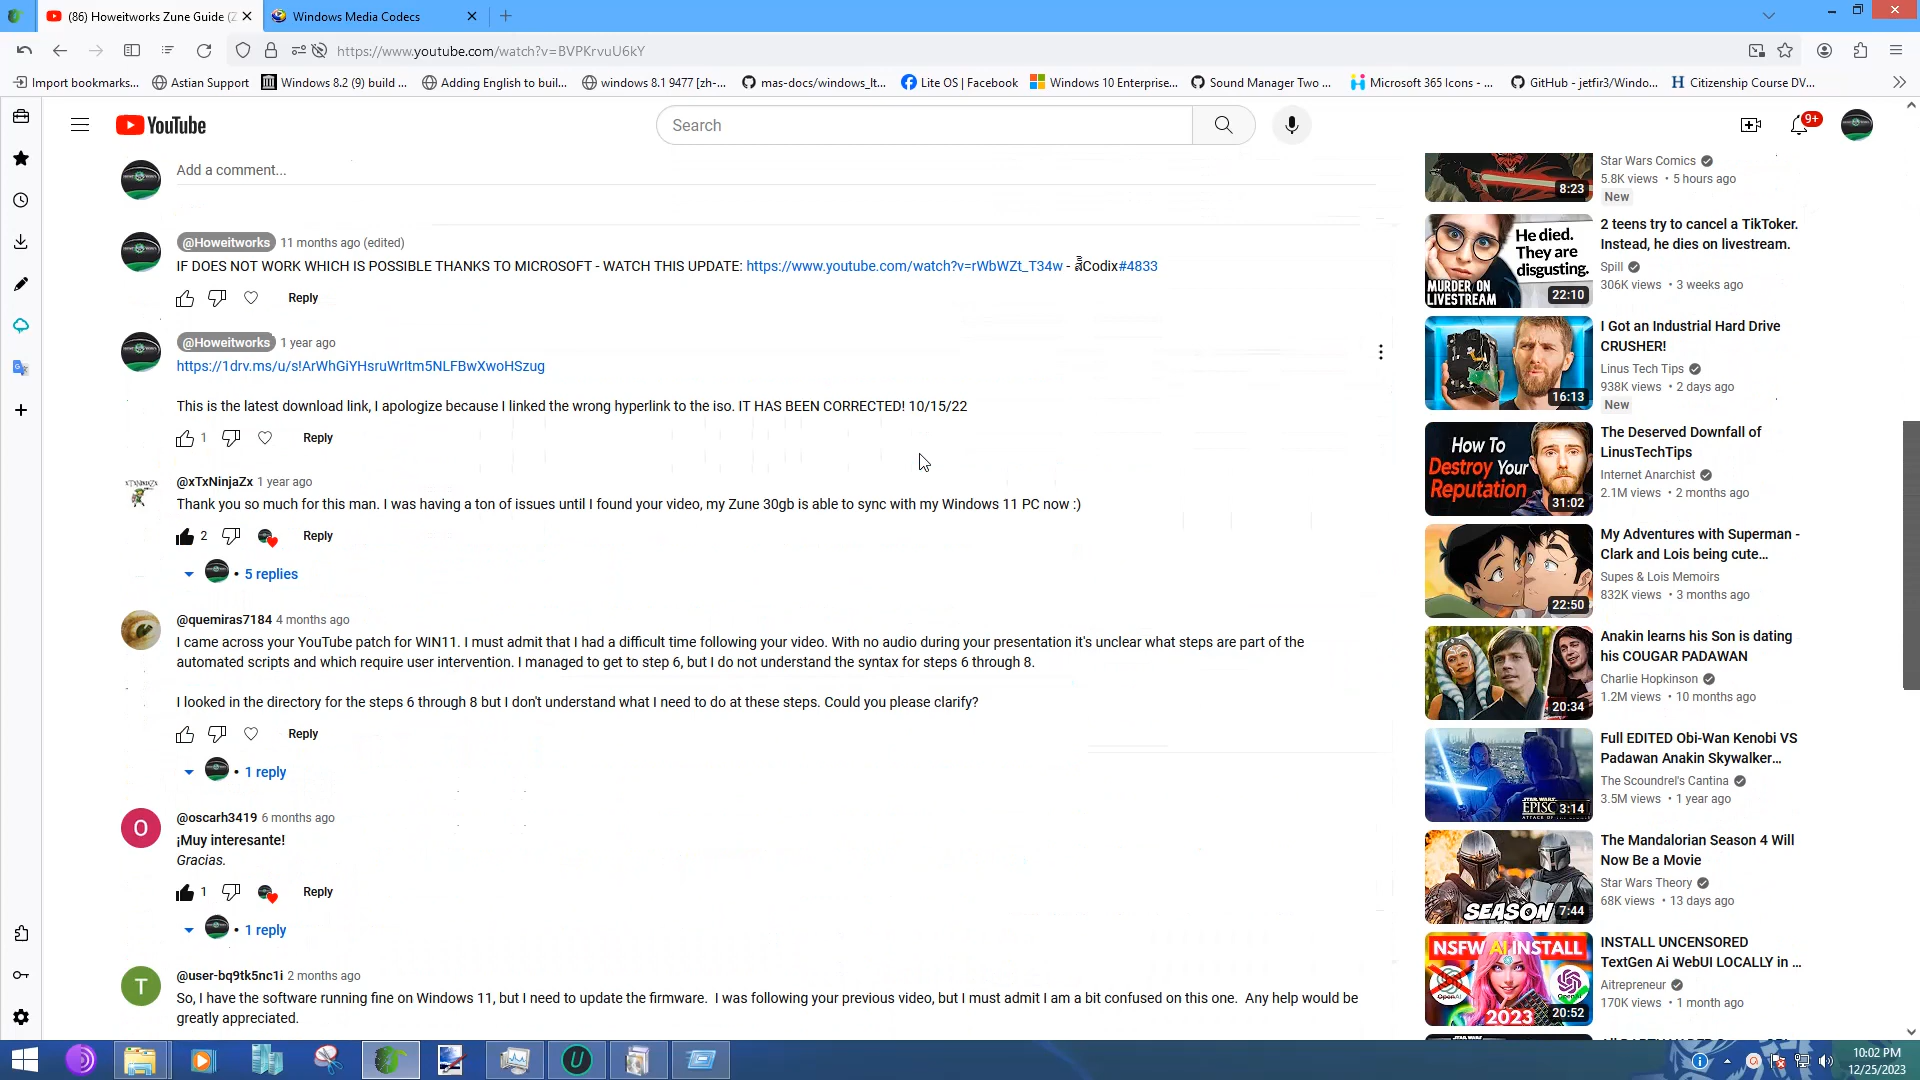 (86) Howeitworks Zune Guide (Z
Windows Media Codecs
https://www.youtube.com/watch?v=BVPKrvuU6kY
Import bookmarks...
Astian Support
Windows 8.2 (9) build ...
Adding English to buil...
windows 8.1 9477 [zh-...
mas-docs/windows_lt...
Lite OS | Facebook
Windows 10 Enterprise...
Sound Manager Two ...
Microsoft 365 Icons - ...
GitHub - jetfir3/Windo...
Citizenship Course DV...
YouTube
Search
9+
Add a comment...
@Howeitworks 11 months ago (edited)
IF DOES NOT WORK WHICH IS POSSIBLE THANKS TO MICROSOFT - WATCH THIS UPDATE: https://www.youtube.com/watch?v=rWbWZt_T34w - Codix#4833
Reply
@Howeitworks 1 year ago
https://1drv.ms/u/s!ArWhGiYHsruWrItm5NLFBwXwoHSzug
This is the latest download link, I apologize because I linked the wrong hyperlink to the iso. IT HAS BEEN CORRECTED! 10/15/22
1 Reply
@xTxNinjaZx 1 year ago
Thank you so much for this man. I was having a ton of issues until I found your video, my Zune 30gb is able to sync with my Windows 11 PC now :)
2 Reply
• 5 replies
@quemiras7184 4 months ago
I came across your YouTube patch for WIN11. I must admit that I had a difficult time following your video. With no audio during your presentation it's unclear what steps are part of the
automated scripts and which require user intervention. I managed to get to step 6, but I do not understand the syntax for steps 6 through 8.
I looked in the directory for the steps 6 through 8 but I don't understand what I need to do at these steps. Could you please clarify?
Reply
• 1 reply
O
@oscarh3419 6 months ago
¡Muy interesante!
Gracias.
1 Reply
• 1 reply
T
@user-bq9tk5nc1i 2 months ago
So, I have the software running fine on Windows 11, but I need to update the firmware. I was following your previous video, but I must admit I am a bit confused on this one. Any help would be
greatly appreciated.
8:23
Star Wars Comics
5.8K views • 5 hours ago
New
He died.
They are
disgusting.
MURDER ON
LIVESTREAM
22:10
2 teens try to cancel a TikToker.
Instead, he dies on livestream.
Spill
306K views • 3 weeks ago
16:13
I Got an Industrial Hard Drive
CRUSHER!
Linus Tech Tips
938K views • 2 days ago
New
How To
Destroy Your
Reputation
31:02
The Deserved Downfall of
LinusTechTips
Internet Anarchist
2.1M views • 2 months ago
22:50
My Adventures with Superman -
Clark and Lois being cute...
Supes & Lois Memoirs
832K views • 3 months ago
20:34
Anakin learns his Son is dating
his COUGAR PADAWAN
Charlie Hopkinson
1.2M views • 10 months ago
3:14
Full EDITED Obi-Wan Kenobi VS
Padawan Anakin Skywalker...
The Scoundrel's Cantina
3.5M views • 1 year ago
SEASON
7:44
The Mandalorian Season 4 Will
Now Be a Movie
Star Wars Theory
68K views • 13 days ago
NSFW AI INSTALL
OpenAI
2023
20:52
INSTALL UNCENSORED
TextGen Ai WebUI LOCALLY in ...
Aitrepreneur
170K views • 1 month ago
10:02 PM
12/25/2023